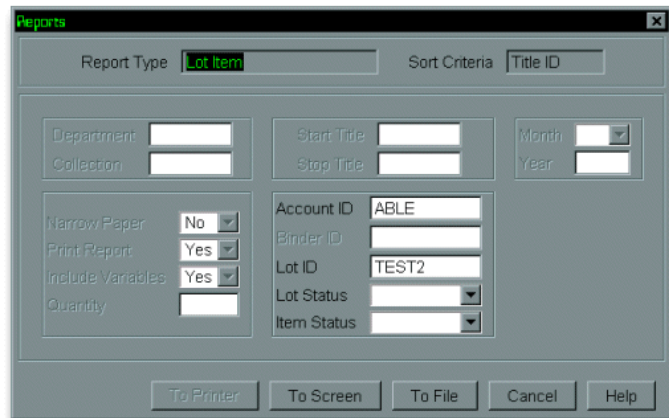 Reports
Report Type Lot Item Sort Criteria Title ID
Department Start Title Month
Collection Stop Title Year
Narrow Paper No Account ID ABLE
Print Report Yes Binder ID
Include Variables Yes Lot ID TEST2
Quantity Lot Status
Item Status
To Printer To Screen To File Cancel Help